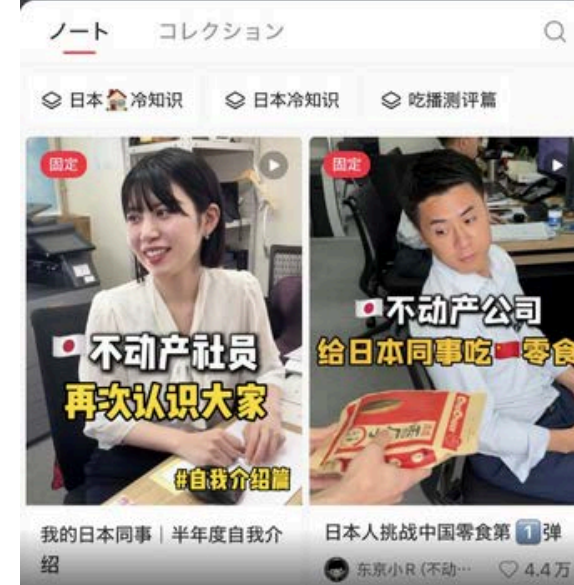 ノート コレクション
日本🏠冷知识 日本冷知识 吃播测评篇
固定 固定
🇯🇵不动产社员
再次认识大家
#自我介绍篇
🇯🇵不动产公司
给日本同事吃🇨🇳零食
我的日本同事｜半年度自我介
绍
日本人挑战中国零食第1️⃣弹
东京小R (不动… 4.4万